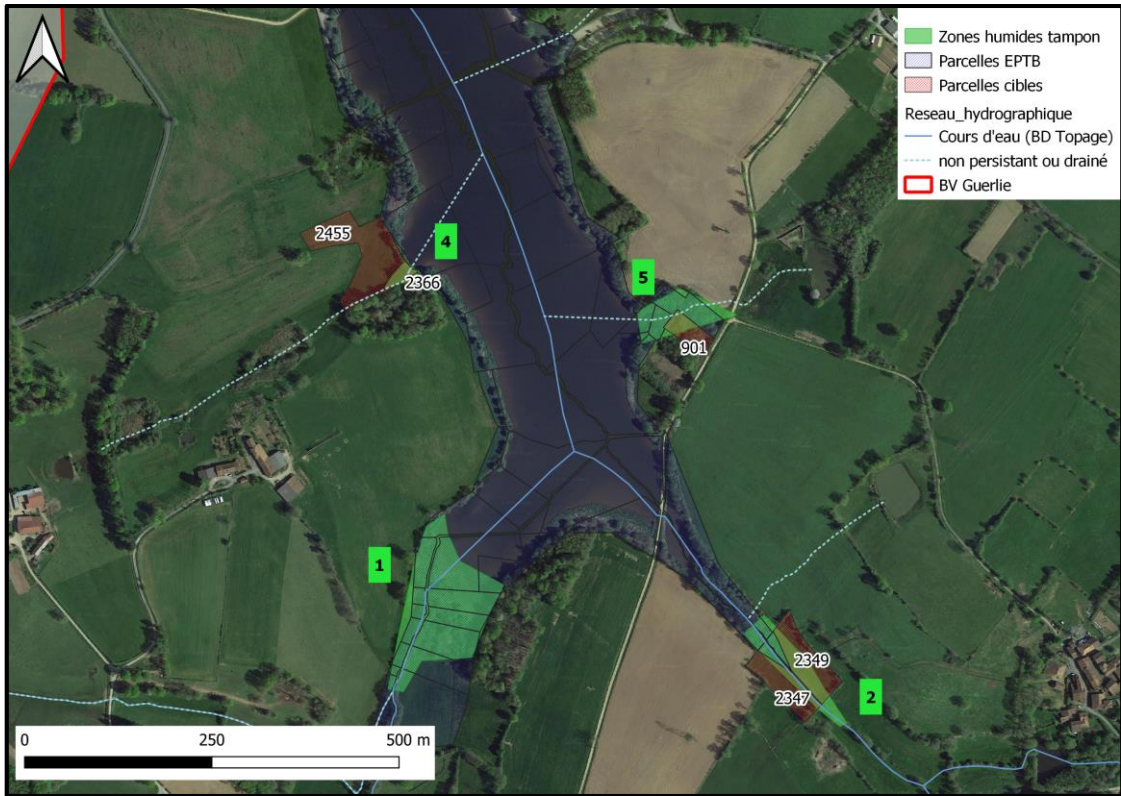 Zones humides tampon
Parcelles EPTB
Parcelles cibles
Reseau_hydrographique
Cours d'eau (BD Topage)
non persistant ou drainé
BV Guerlie
2455
4
2366
5
901
1
2349
2347
2
0 250 500 m